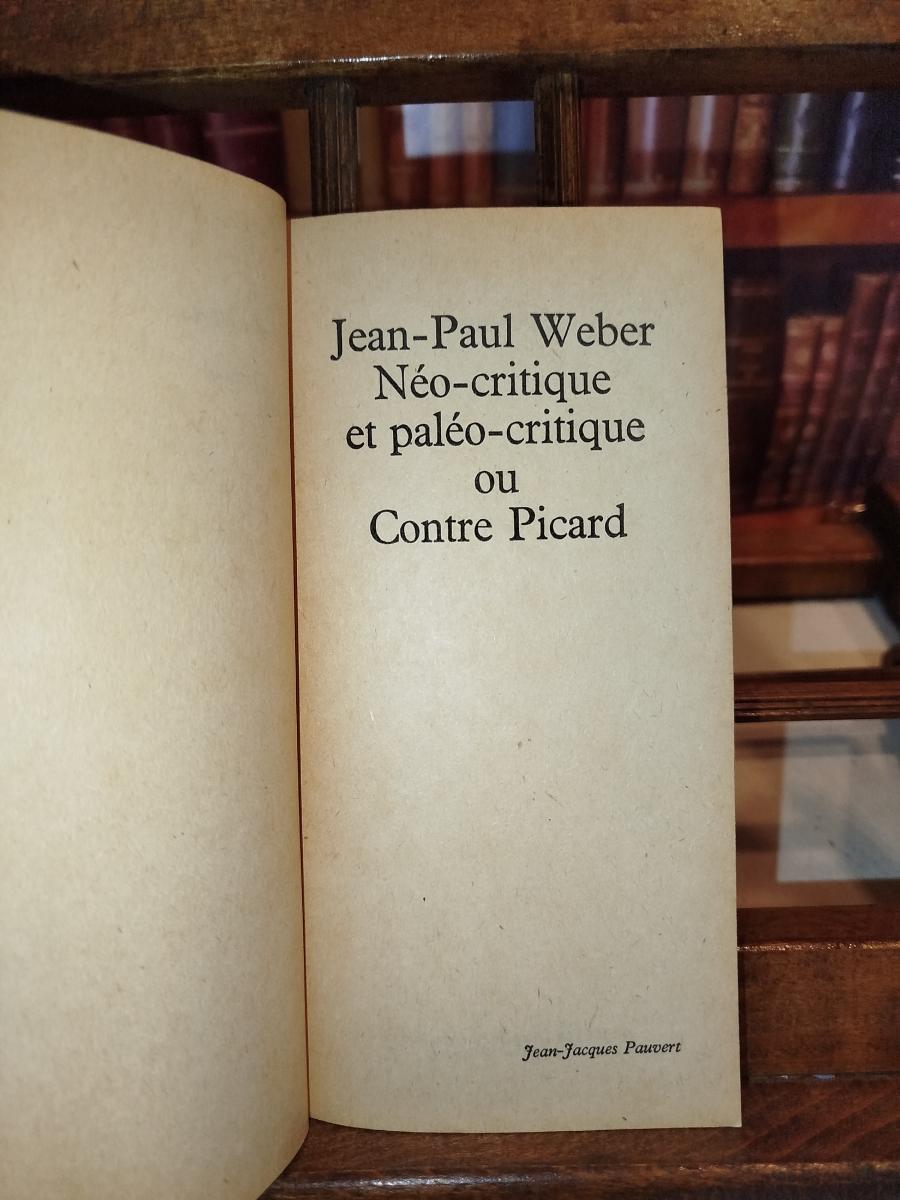 Jean-Paul Weber
Néo-critique
et paléo-critique
ou
Contre Picard
Jean-Jacques Pauvert